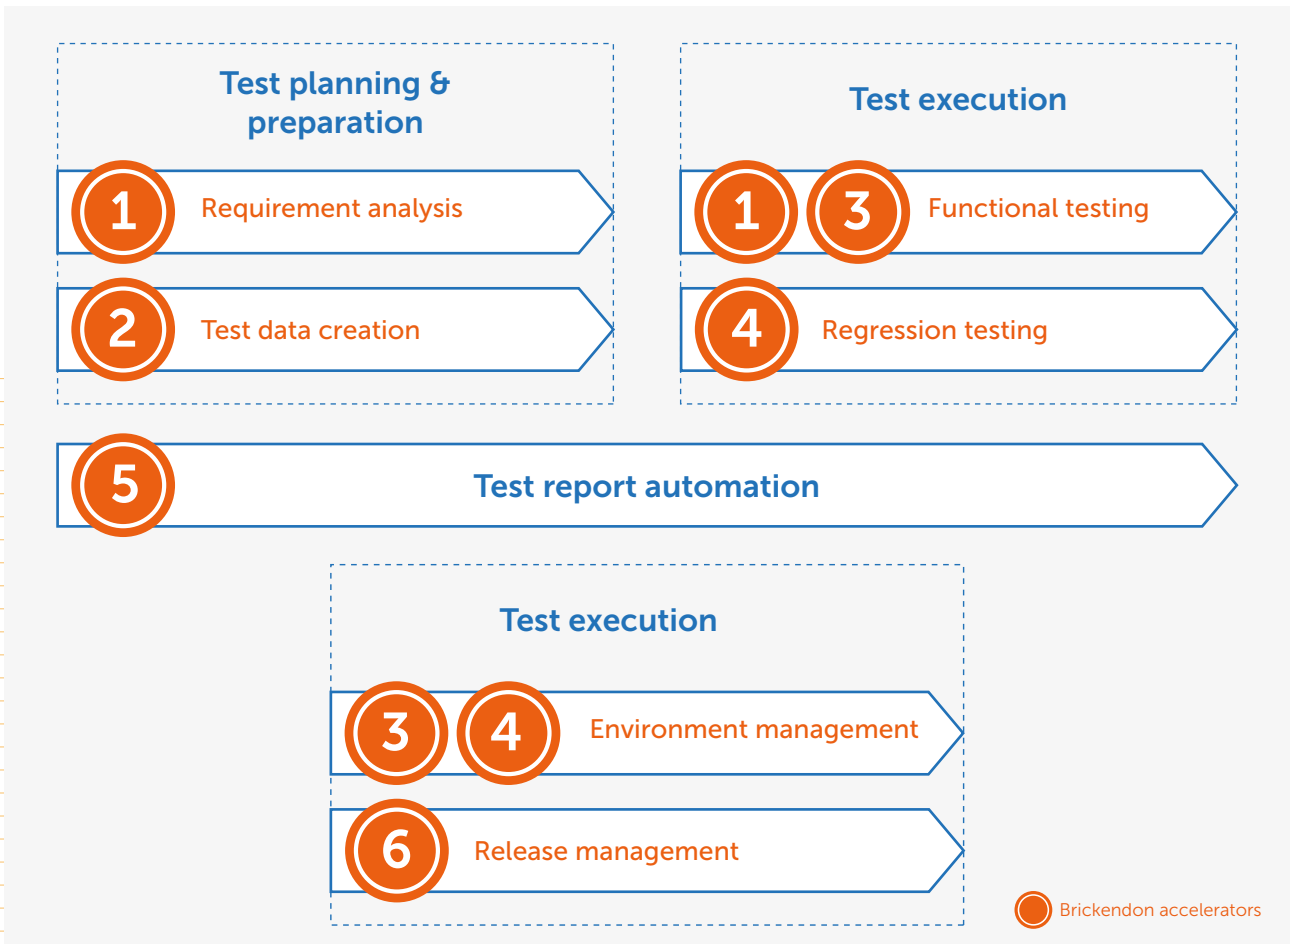 Test planning &
preparation
1 Requirement analysis
2 Test data creation
Test execution
1 3 Functional testing
4 Regression testing
5 Test report automation
Test execution
3 4 Environment management
6 Release management
Brickendon accelerators